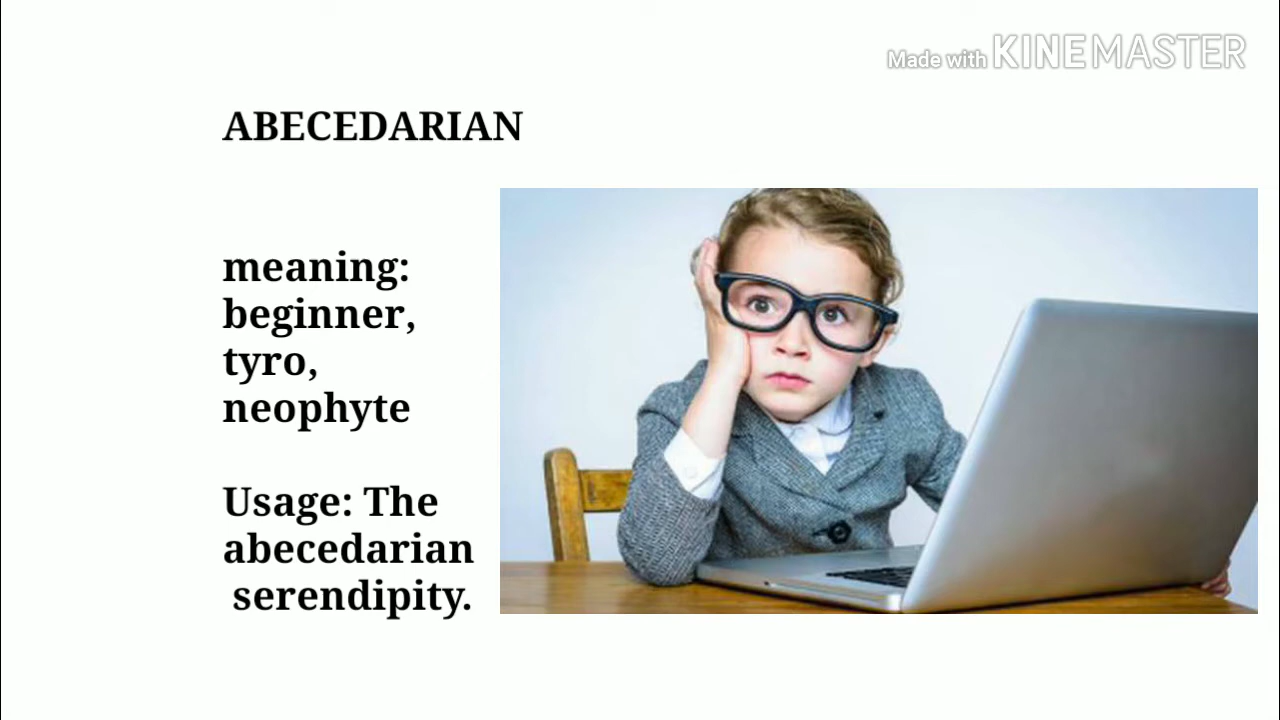 Made with KINEMASTER
ABECEDARIAN
meaning:
beginner,
tyro,
neophyte
Usage: The
abecedarian
serendipity.